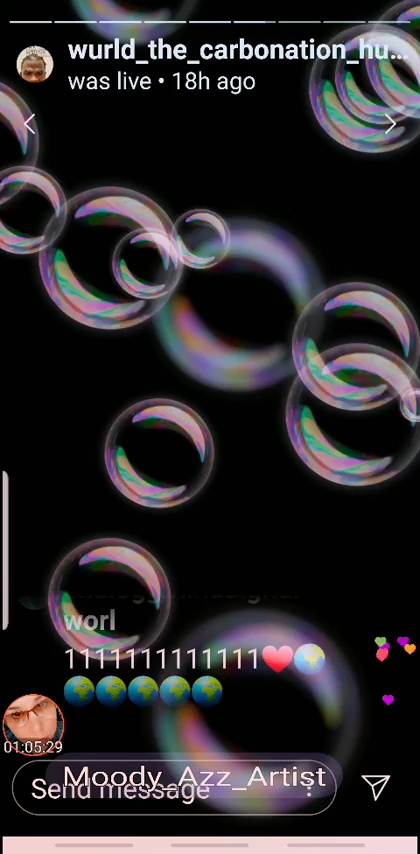 wurld_the_carbonation_hu...
was live • 18h ago
worl
1111111111111❤️🌍
🌍🌍🌍🌍🌍
01:05:29
Moody_Azz_Artist
Send message